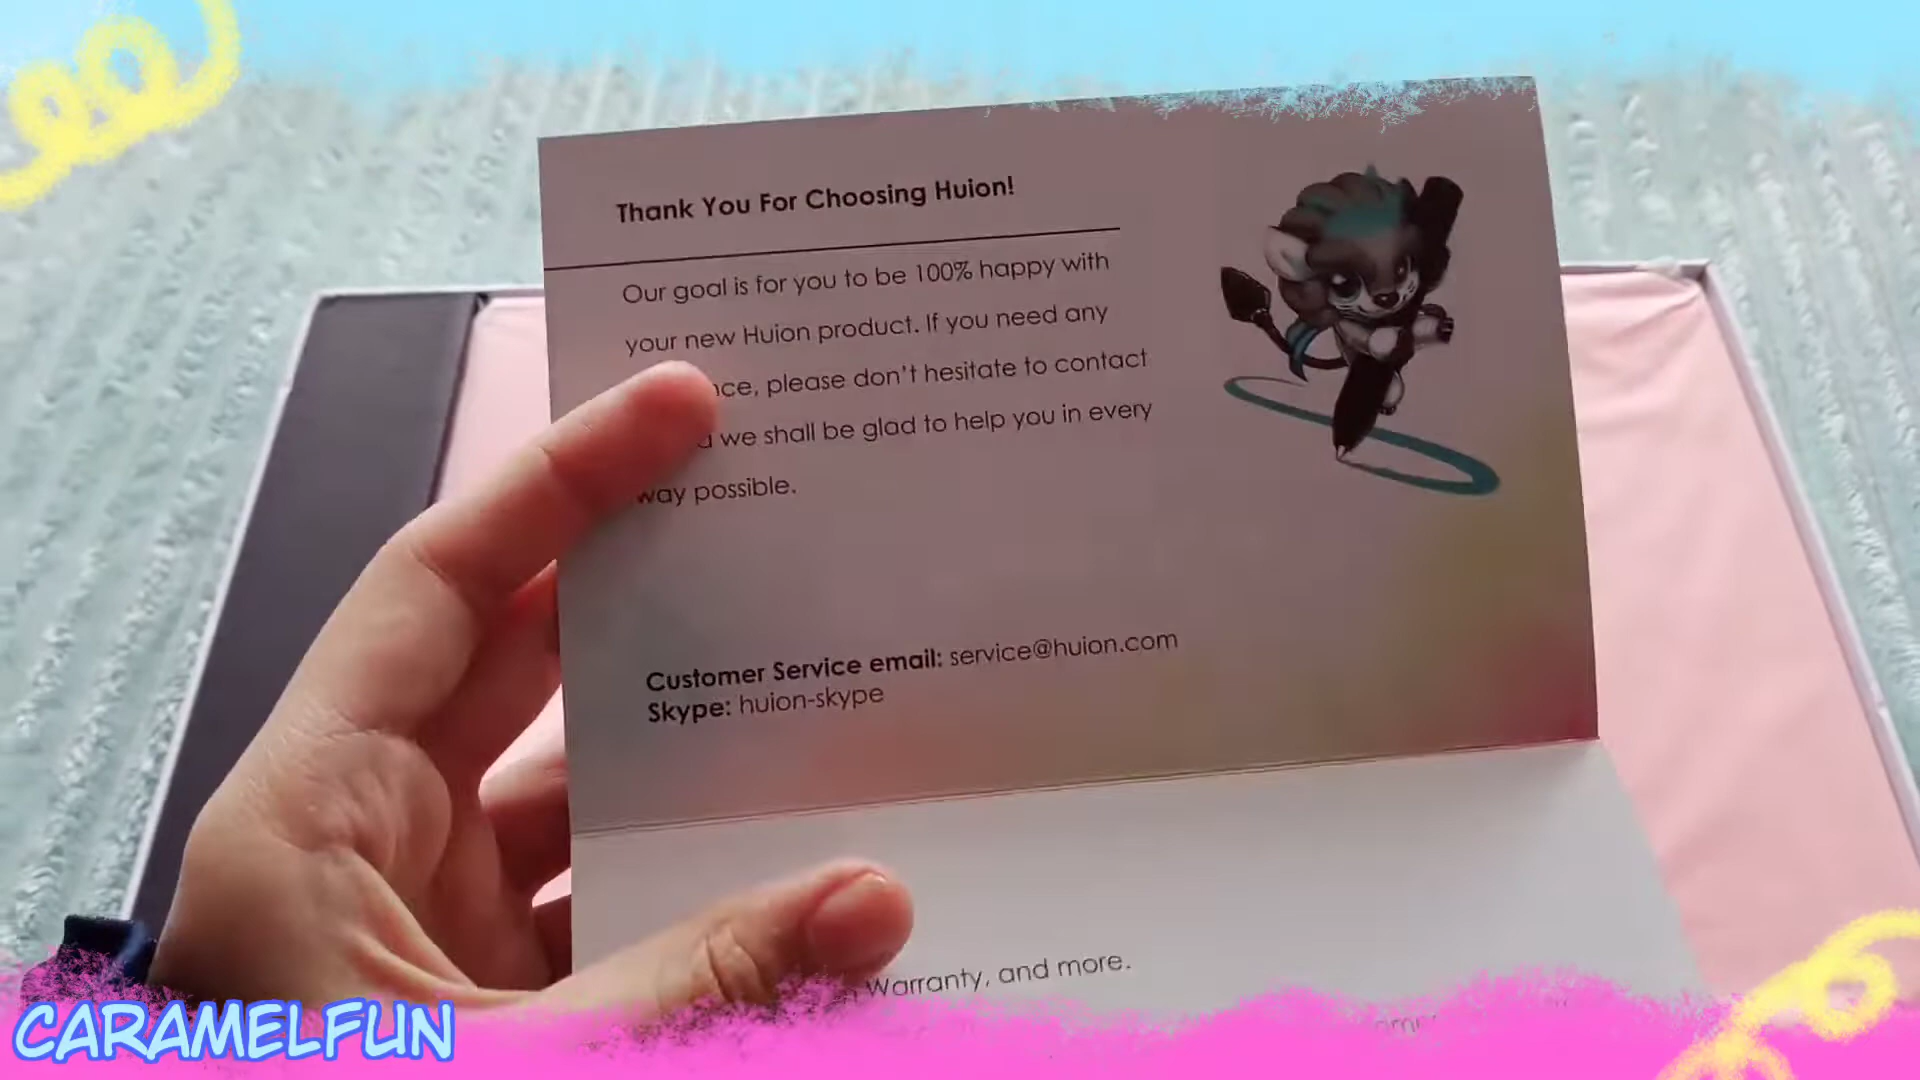 Thank You For Choosing Huion!
Our goal is for you to be 100% happy with
your new Huion product. If you need any
please don't hesitate to contact
we shall be glad to help you in every
way possible.
Customer Service email: service@huion.com
Skype: huion-skype
Warranty, and more.
CARAMELFUN